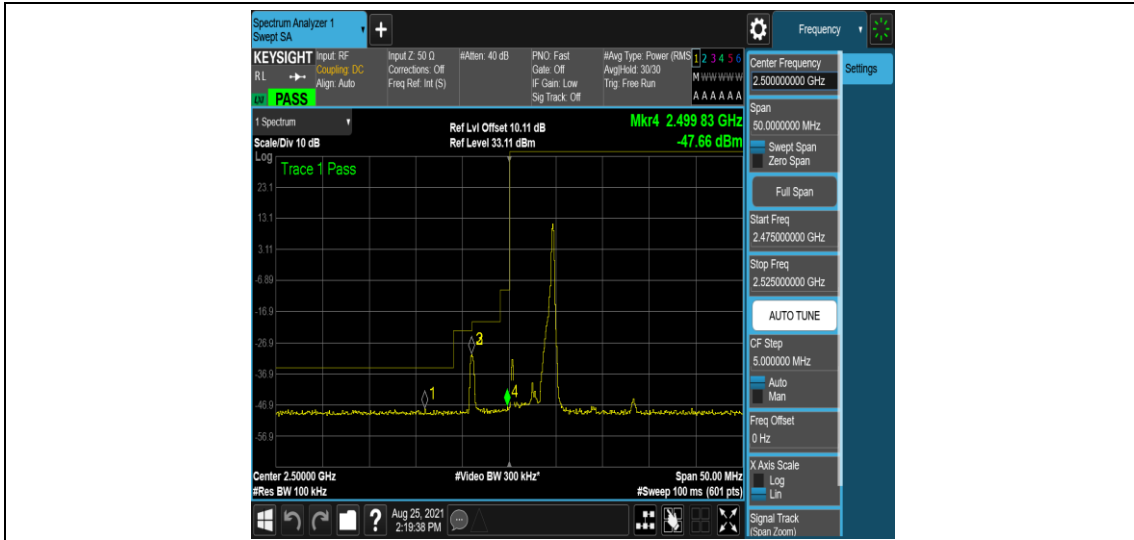 Spectrum Analyzer 1
Swept SA
+
Frequency
KEYSIGHT
RL
PASS
Input: RF
Coupling: DC
Align: Auto
Input Z: 50 Ω
Corrections: Off
Freq Ref: Int (S)
#Atten: 40 dB
PNO: Fast
Gate: Off
IF Gain: Low
Sig Track: Off
#Avg Type: Power (RMS
Avg|Hold: 30/30
Trig: Free Run
1 2 3 4 5 6
M W W W W W
A A A A A A
1 Spectrum
Scale/Div 10 dB
Ref Lvl Offset 10.11 dB
Ref Level 33.11 dBm
Mkr4 2.499 83 GHz
-47.66 dBm
Log
Trace 1 Pass
23.1
13.1
3.11
-6.89
-16.9
-26.9
-36.9
-46.9
-56.9
1
4
Center 2.50000 GHz
#Res BW 100 kHz
#Video BW 300 kHz*
Span 50.00 MHz
#Sweep 100 ms (601 pts)
Center Frequency
2.500000000 GHz
Settings
Span
50.0000000 MHz
Swept Span
Zero Span
Full Span
Start Freq
2.475000000 GHz
Stop Freq
2.525000000 GHz
AUTO TUNE
CF Step
5.000000 MHz
Auto
Man
Freq Offset
0 Hz
X Axis Scale
Log
Lin
Signal Track
(Span Zoom)
?
Aug 25, 2021
2:19:38 PM